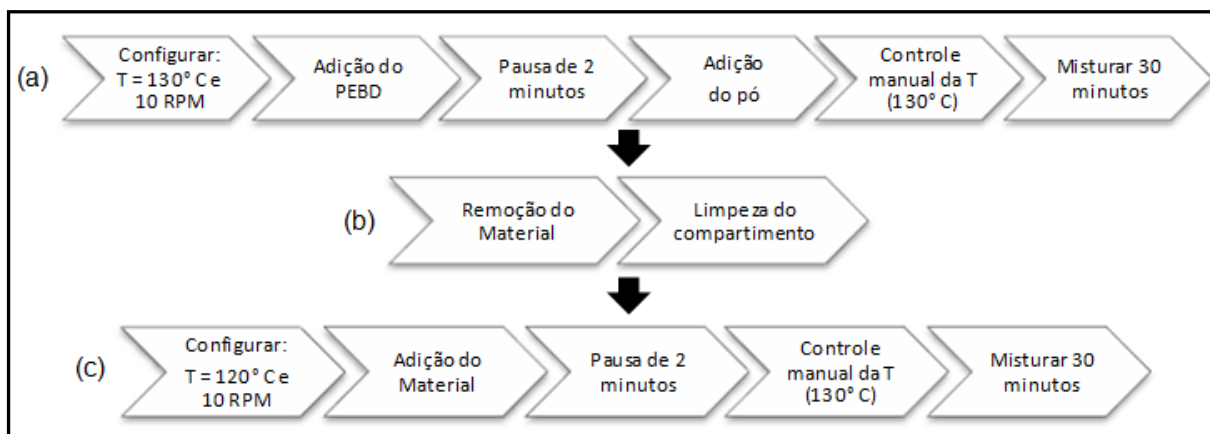 (a)
Configurar:
T = 130° C e
10 RPM
Adição do
PEBD
Pausa de 2
minutos
Adição
do pó
Controle
manual da T
(130° C)
Misturar 30
minutos
(b)
Remoção do
Material
Limpeza do
compartimento
(c)
Configurar:
T = 120° C e
10 RPM
Adição do
Material
Pausa de 2
minutos
Controle
manual da T
(130° C)
Misturar 30
minutos